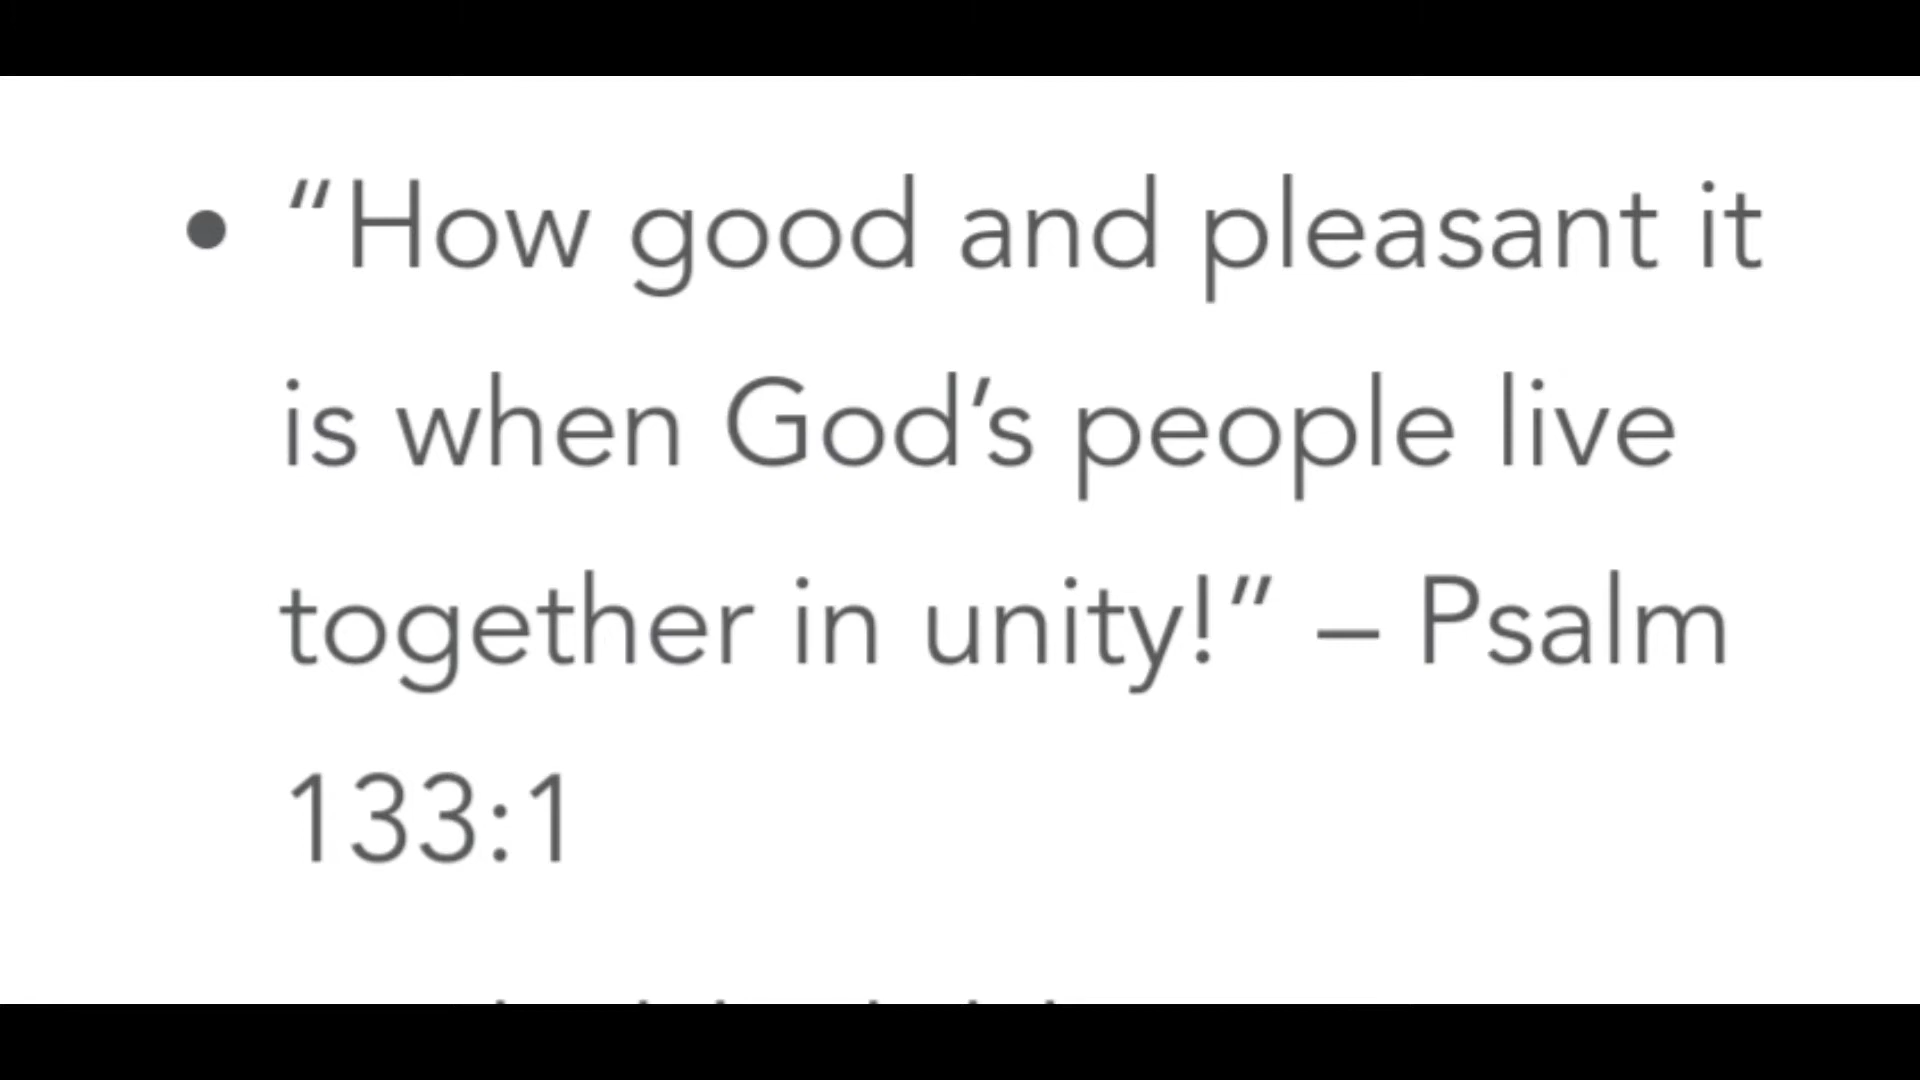 • “How good and pleasant it
is when God’s people live
together in unity!” – Psalm
133:1